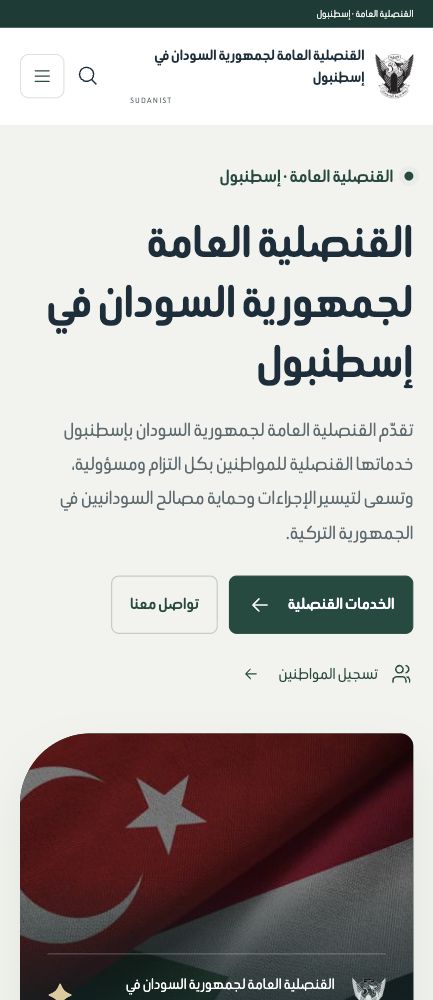 القنصلية العامة · إسطنبول
القنصلية العامة لجمهورية السودان في
إسطنبول
SUDANIST
القنصلية العامة · إسطنبول
القنصلية العامة
لجمهورية السودان في
إسطنبول
تقدّم القنصلية العامة لجمهورية السودان بإسطنبول
خدماتها القنصلية للمواطنين بكل التزام ومسؤولية،
وتسعى لتيسير الإجراءات وحماية مصالح السودانيين في
الجمهورية التركية.
الخدمات القنصلية
تواصل معنا
تسجيل المواطنين
القنصلية العامة لجمهورية السودان في